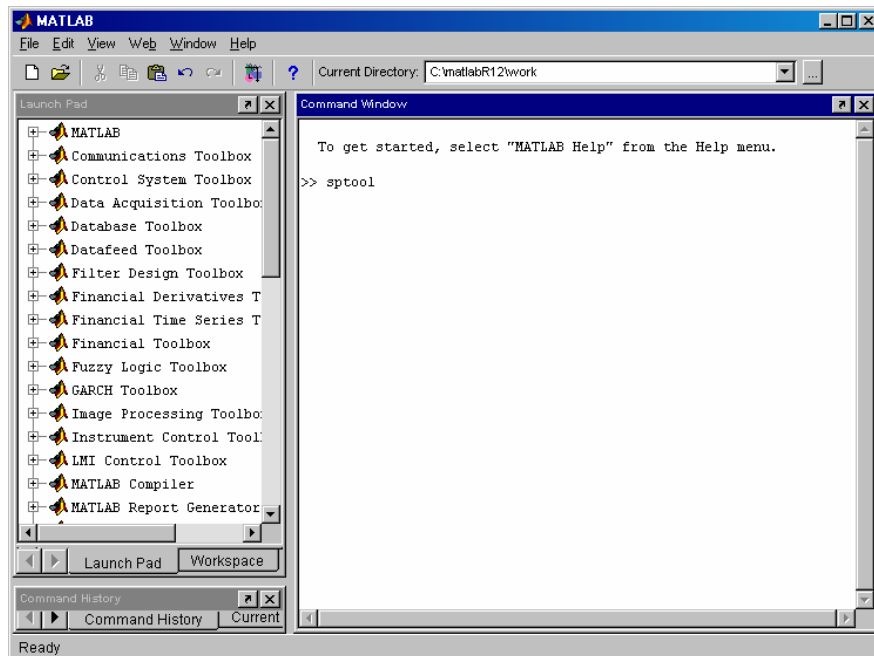 MATLAB
File Edit View Web Window Help
? Current Directory: C:\matlabR12\work ...
Launch Pad
MATLAB
Communications Toolbox
Control System Toolbox
Data Acquisition Toolbo
Database Toolbox
Datafeed Toolbox
Filter Design Toolbox
Financial Derivatives T
Financial Time Series T
Financial Toolbox
Fuzzy Logic Toolbox
GARCH Toolbox
Image Processing Toolbo
Instrument Control Tool
LMI Control Toolbox
MATLAB Compiler
MATLAB Report Generator
Launch Pad Workspace
Command History
Command History Current
Command Window
To get started, select "MATLAB Help" from the Help menu.
>> sptool
Ready